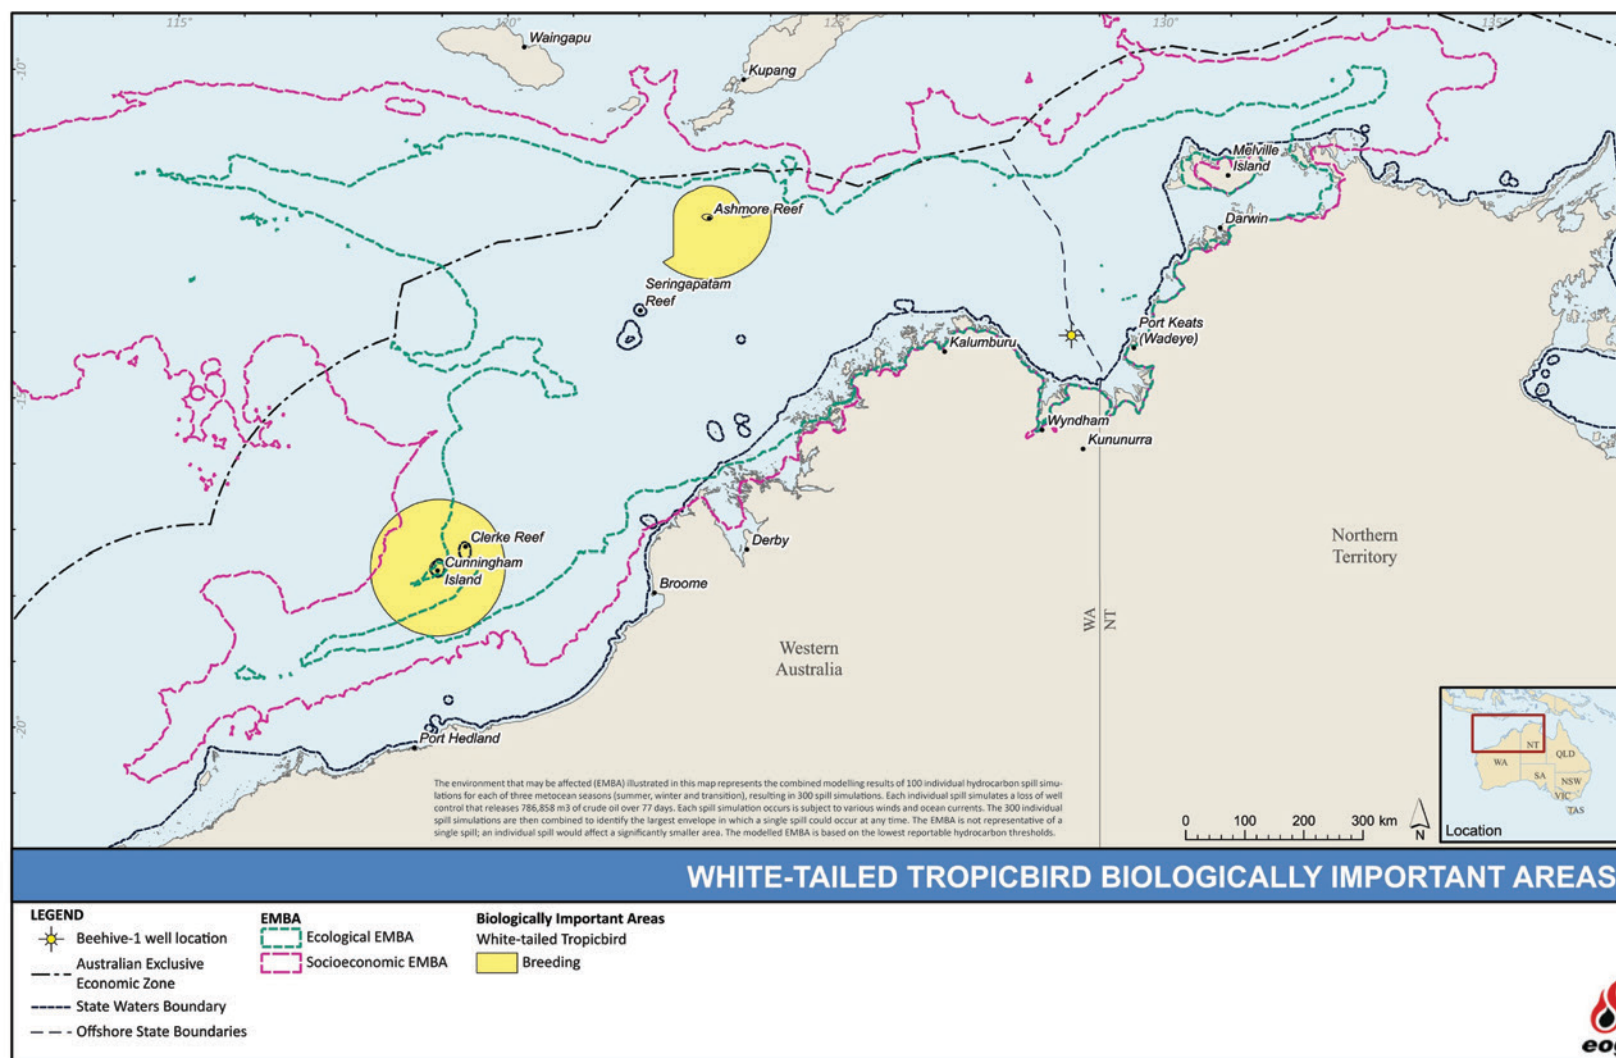 115°
120°
125°
130°
135°
-10°
Waingapu
Kupang
Melville
Island
Ashmore Reef
Darwin
Seringapatam
Reef
Port Keats
(Wadeye)
Kalumburu
-15°
Wyndham
Kununurra
Clerke Reef
Cunningham
Island
Derby
Broome
Northern
Territory
WA
NT
Western
Australia
-20°
Port Hedland
NT
WA
QLD
SA
NSW
VIC
TAS
Location
0 100 200 300 km
N
The environment that may be affected (EMBA) illustrated in this map represents the combined modelling results of 100 individual hydrocarbon spill simu-
lations for each of three metocean seasons (summer, winter and transition), resulting in 300 spill simulations. Each individual spill simulates a loss of well
control that releases 786,858 m3 of crude oil over 77 days. Each spill simulation occurs is subject to various winds and ocean currents. The 300 individual
spill simulations are then combined to identify the largest envelope in which a single spill could occur at any time. The EMBA is not representative of a
single spill; an individual spill would affect a significantly smaller area. The modelled EMBA is based on the lowest reportable hydrocarbon thresholds.
WHITE-TAILED TROPICBIRD BIOLOGICALLY IMPORTANT AREAS
LEGEND
Beehive-1 well location
Australian Exclusive
Economic Zone
State Waters Boundary
Offshore State Boundaries
EMBA
Ecological EMBA
Socioeconomic EMBA
Biologically Important Areas
White-tailed Tropicbird
Breeding